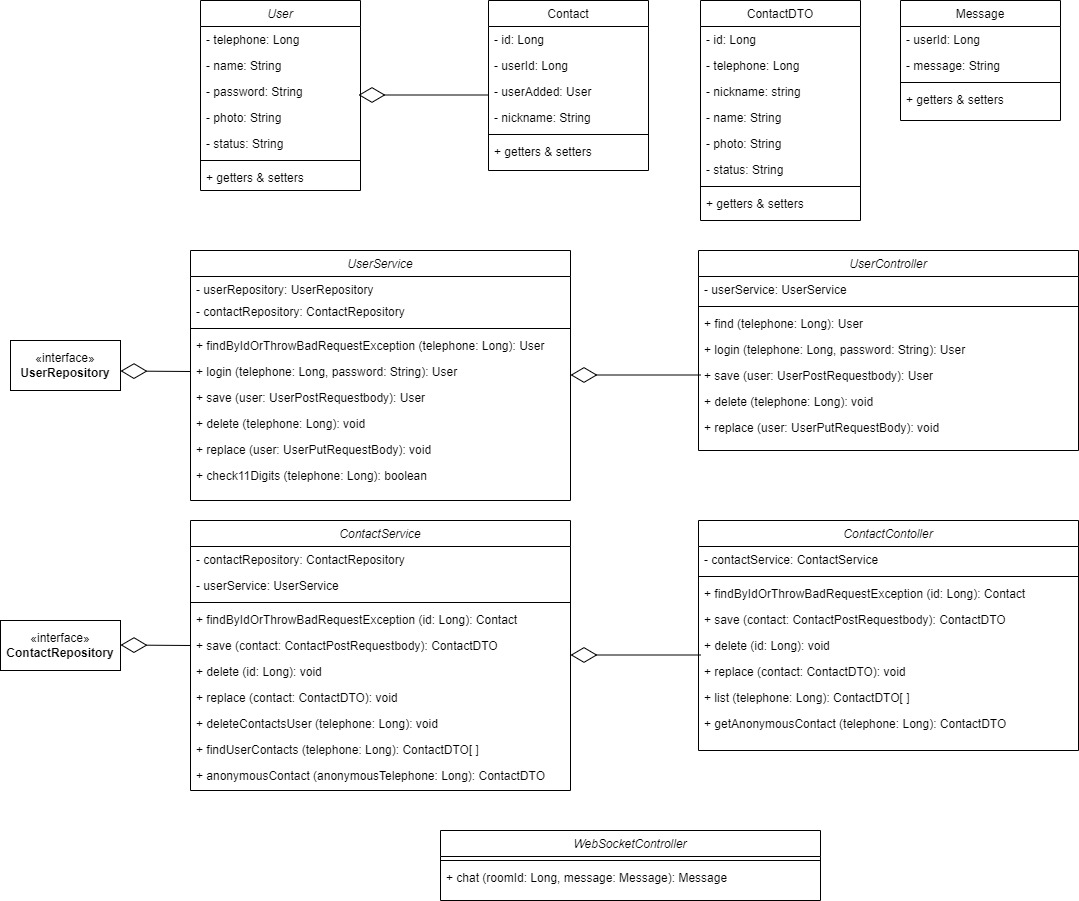 User
- telephone: Long
- name: String
- password: String
- photo: String
- status: String
+ getters & setters
Contact
- id: Long
- userId: Long
- userAdded: User
- nickname: String
+ getters & setters
ContactDTO
- id: Long
- telephone: Long
- nickname: string
- name: String
- photo: String
- status: String
+ getters & setters
Message
- userId: Long
- message: String
+ getters & setters
«interface»
UserRepository
UserService
- userRepository: UserRepository
- contactRepository: ContactRepository
+ findByIdOrThrowBadRequestException (telephone: Long): User
+ login (telephone: Long, password: String): User
+ save (user: UserPostRequestbody): User
+ delete (telephone: Long): void
+ replace (user: UserPutRequestBody): void
+ check11Digits (telephone: Long): boolean
UserController
- userService: UserService
+ find (telephone: Long): User
+ login (telephone: Long, password: String): User
+ save (user: UserPostRequestbody): User
+ delete (telephone: Long): void
+ replace (user: UserPutRequestBody): void
«interface»
ContactRepository
ContactService
- contactRepository: ContactRepository
- userService: UserService
+ findByIdOrThrowBadRequestException (id: Long): Contact
+ save (contact: ContactPostRequestbody): ContactDTO
+ delete (id: Long): void
+ replace (contact: ContactDTO): void
+ deleteContactsUser (telephone: Long): void
+ findUserContacts (telephone: Long): ContactDTO[ ]
+ anonymousContact (anonymousTelephone: Long): ContactDTO
ContactContoller
- contactService: ContactService
+ findByIdOrThrowBadRequestException (id: Long): Contact
+ save (contact: ContactPostRequestbody): ContactDTO
+ delete (id: Long): void
+ replace (contact: ContactDTO): void
+ list (telephone: Long): ContactDTO[ ]
+ getAnonymousContact (telephone: Long): ContactDTO
WebSocketController
+ chat (roomId: Long, message: Message): Message